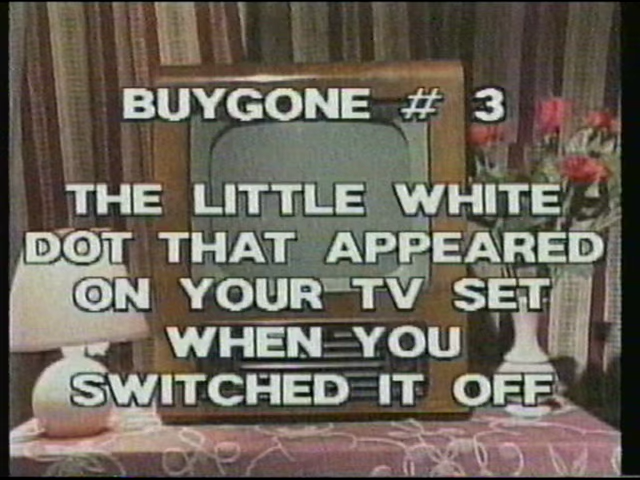 BUYGONE # 3
THE LITTLE WHITE
DOT THAT APPEARED
ON YOUR TV SET
WHEN YOU
SWITCHED IT OFF